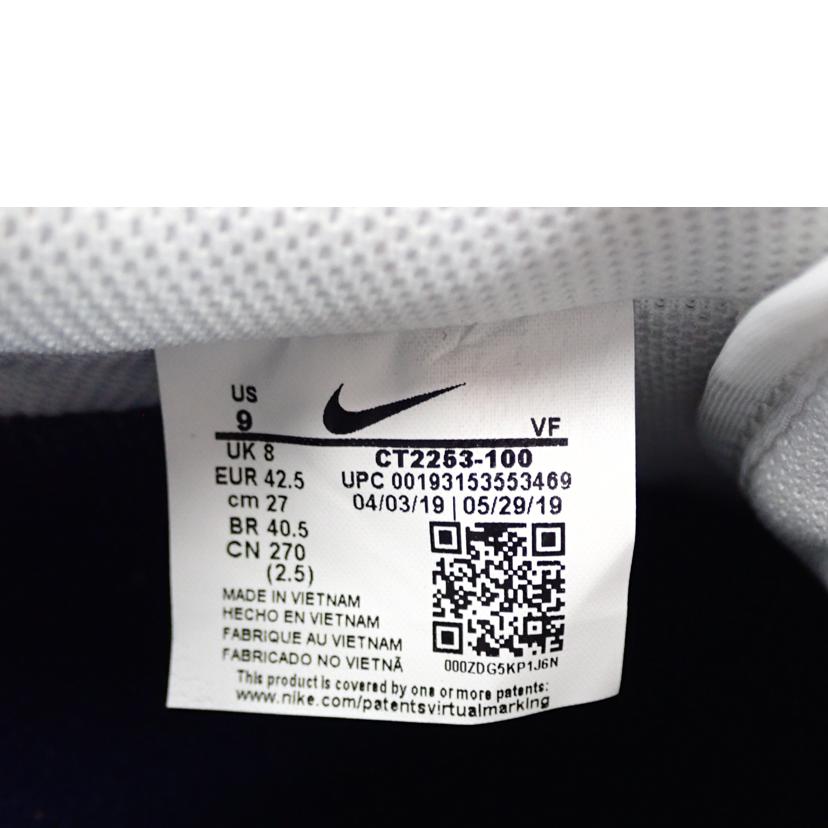 US
9
VF
UK 8
EUR 42.5
cm 27
BR 40.5
CN 270
(2.5)
CT2253-100
UPC 00193153553469
04/03/19 | 05/29/19
MADE IN VIETNAM
HECHO EN VIETNAM
FABRIQUE AU VIETNAM
FABRICADO NO VIETNÃ
000ZDG5KP1J6N
This product is covered by one or more patents:
www.nike.com/patentsvirtualmarking